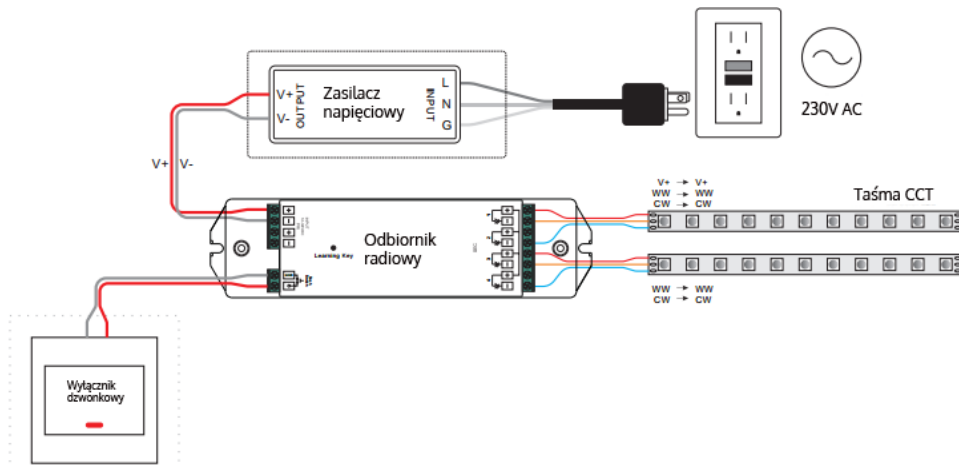 V+
V-
OUTPUT
Zasilacz
napięciowy
INPUT
L
N
G
230V AC
V+
V-
V+ → V+
WW → WW
CW → CW
Taśma CCT
Odbiornik
radiowy
Learning Key
WW → WW
CW → CW
Wyłącznik
dzwonkowy